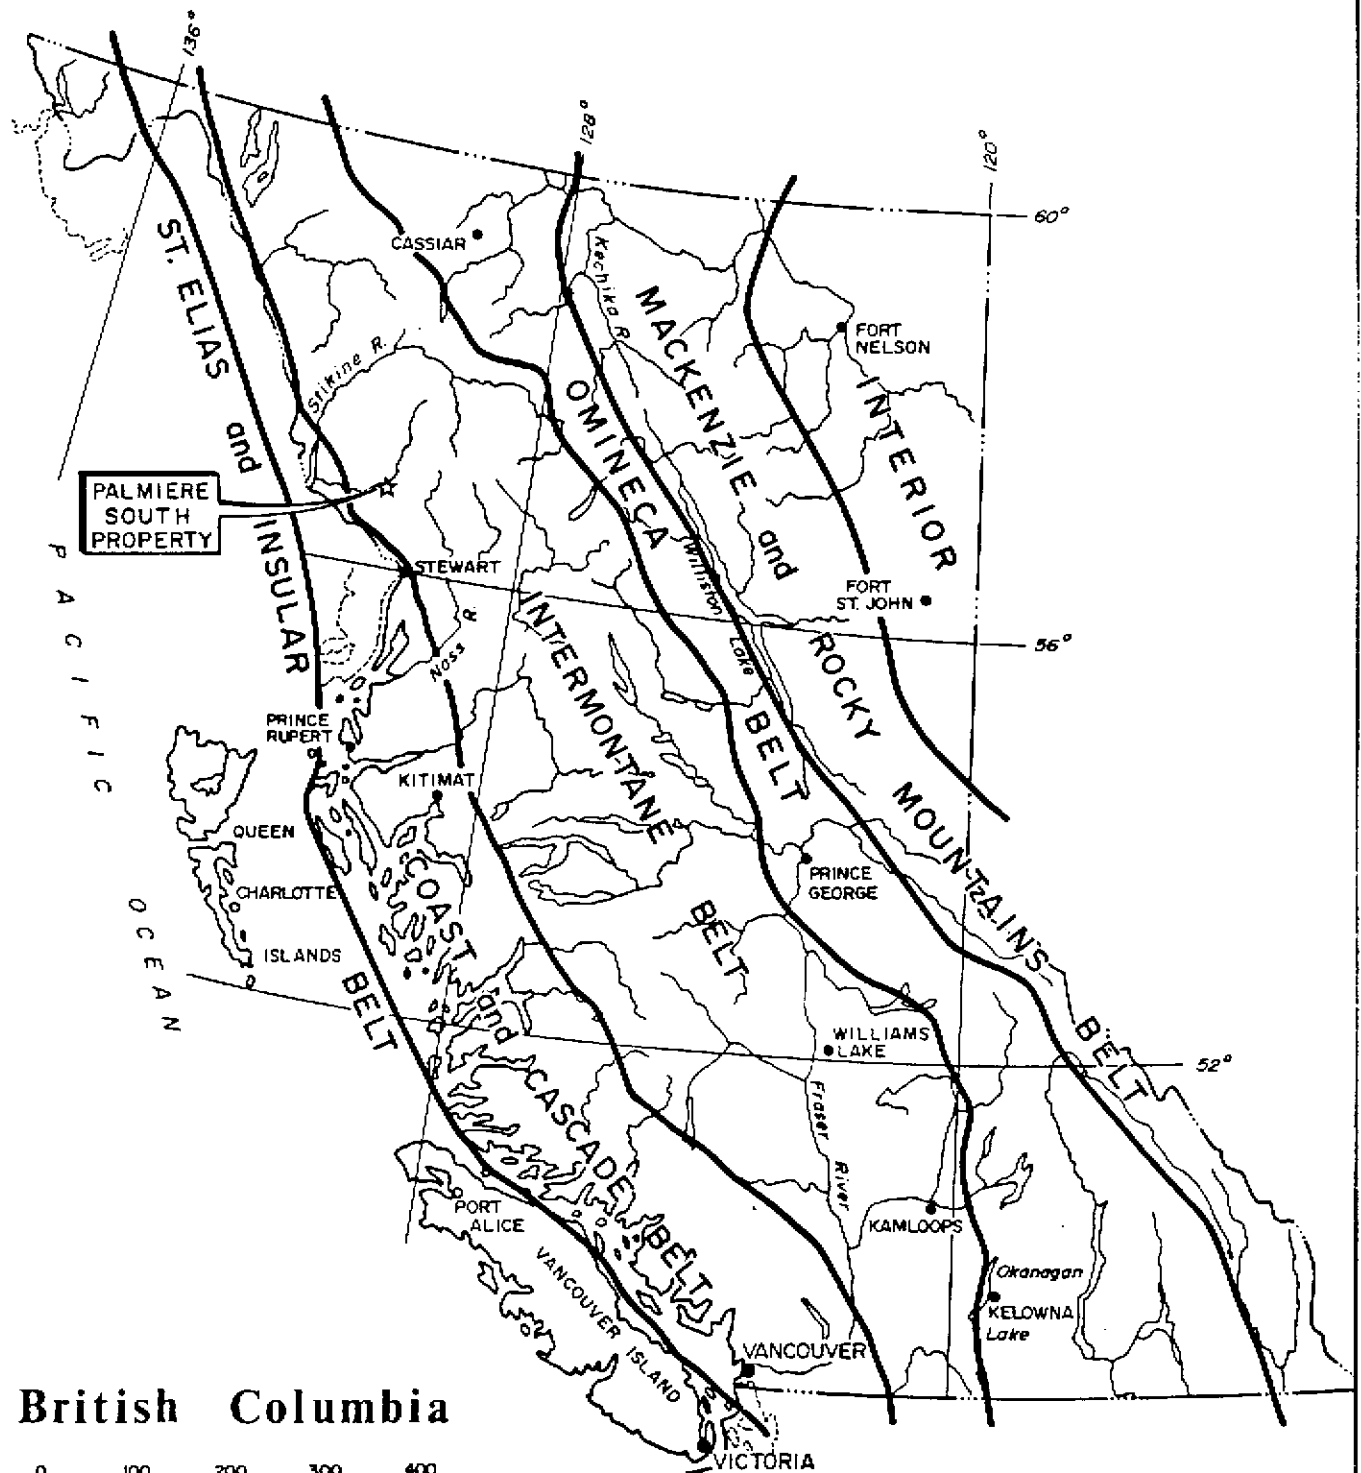 136°
128°
120°
60°
CASSIAR
Kechika R.
ST. ELIAS and INSULAR BELT
MACKENZIE and ROCKY MOUNTAINS BELT
FORT
NELSON
INTERIOR
Stikine R.
OMINECA BELT
PALMIERE
SOUTH
PROPERTY
STEWART
Williston Lake
FORT
ST. JOHN
INTERMONTANE BELT
Nass R.
56°
PACIFIC OCEAN
PRINCE
RUPERT
KITIMAT
QUEEN
CHARLOTTE
ISLANDS
COAST and CASCADE BELT
PRINCE
GEORGE
WILLIAMS
LAKE
52°
Fraser River
PORT
ALICE
KAMLOOPS
VANCOUVER ISLAND
Okanagan
KELOWNA
Lake
VANCOUVER
British Columbia
VICTORIA
0 100 200 300 400